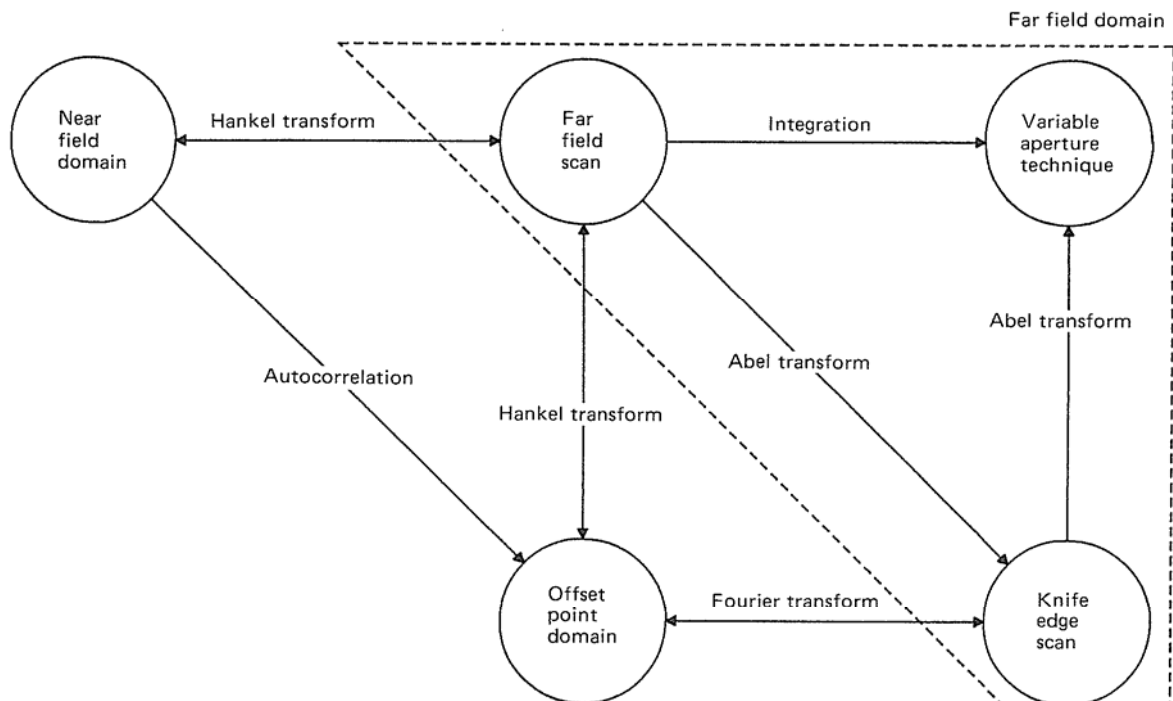 Far field domain
Near
field
domain
Hankel transform
Far
field
scan
Integration
Variable
aperture
technique
Abel transform
Autocorrelation
Abel transform
Hankel transform
Offset
point
domain
Fourier transform
Knife
edge
scan